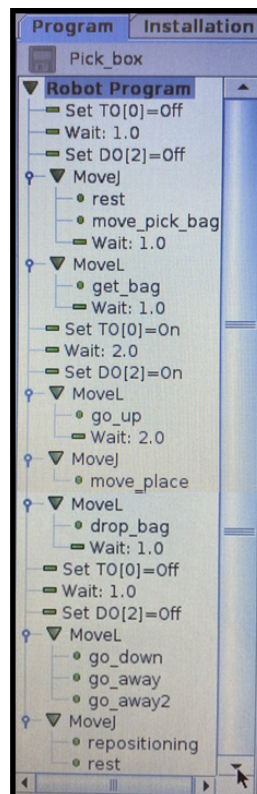 Program Installation
Pick_box
Robot Program
Set TO[0]=Off
Wait: 1.0
Set DO[2]=Off
MoveJ
rest
move_pick_bag
Wait: 1.0
MoveL
get_bag
Wait: 1.0
Set TO[0]=On
Wait: 2.0
Set DO[2]=On
MoveL
go_up
Wait: 2.0
MoveJ
move_place
MoveL
drop_bag
Wait: 1.0
Set TO[0]=Off
Wait: 1.0
Set DO[2]=Off
MoveL
go_down
go_away
go_away2
MoveJ
repositioning
rest